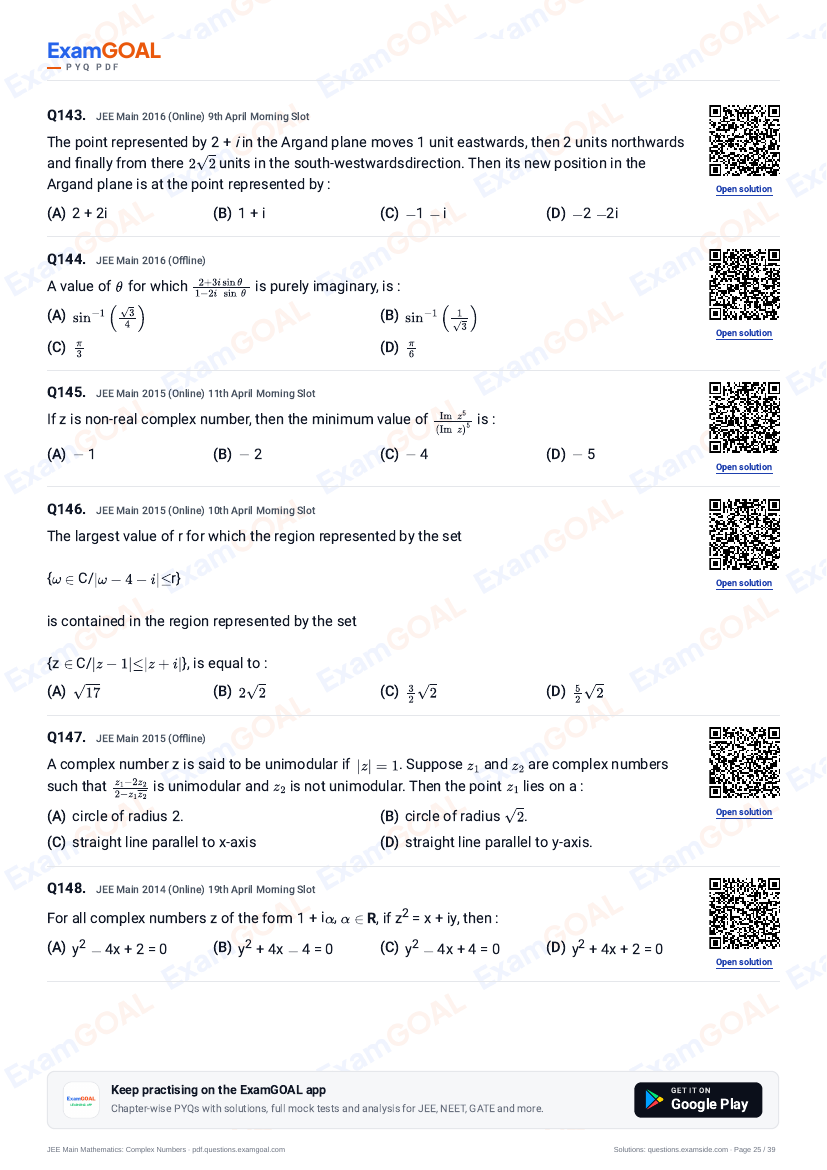 ExamGOAL
PYQ PDF
Q143. JEE Main 2016 (Online) 9th April Morning Slot
The point represented by 2 + i in the Argand plane moves 1 unit eastwards, then 2 units northwards
and finally from there 2√2 units in the south-westwardsdirection. Then its new position in the
Argand plane is at the point represented by :
(A) 2 + 2i (B) 1 + i (C) −1 − i (D) −2 −2i
Open solution
Q144. JEE Main 2016 (Offline)
A value of θ for which (2+3i sin θ)/(1−2i sin θ) is purely imaginary, is :
(A) sin⁻¹(√3/4) (B) sin⁻¹(1/√3)
(C) π/3 (D) π/6
Open solution
Q145. JEE Main 2015 (Online) 11th April Morning Slot
If z is non-real complex number, then the minimum value of Im z⁵/(Im z)⁵ is :
(A) − 1 (B) − 2 (C) − 4 (D) − 5
Open solution
Q146. JEE Main 2015 (Online) 10th April Morning Slot
The largest value of r for which the region represented by the set
{ω ∈ C/|ω − 4 − i|≤r}
is contained in the region represented by the set
{z ∈ C/|z − 1|≤|z + i|}, is equal to :
(A) √17 (B) 2√2 (C) 3/2 √2 (D) 5/2 √2
Open solution
Q147. JEE Main 2015 (Offline)
A complex number z is said to be unimodular if |z| = 1. Suppose z₁ and z₂ are complex numbers
such that (z₁−2z₂)/(2−z₁z̄₂) is unimodular and z₂ is not unimodular. Then the point z₁ lies on a :
(A) circle of radius 2. (B) circle of radius √2.
(C) straight line parallel to x-axis (D) straight line parallel to y-axis.
Open solution
Q148. JEE Main 2014 (Online) 19th April Morning Slot
For all complex numbers z of the form 1 + iα, α ∈ R, if z² = x + iy, then :
(A) y² − 4x + 2 = 0 (B) y² + 4x − 4 = 0 (C) y² − 4x + 4 = 0 (D) y² + 4x + 2 = 0
Open solution
Keep practising on the ExamGOAL app
Chapter-wise PYQs with solutions, full mock tests and analysis for JEE, NEET, GATE and more.
GET IT ON
Google Play
JEE Main Mathematics: Complex Numbers · pdf.questions.examgoal.com Solutions: questions.examside.com · Page 25 / 39